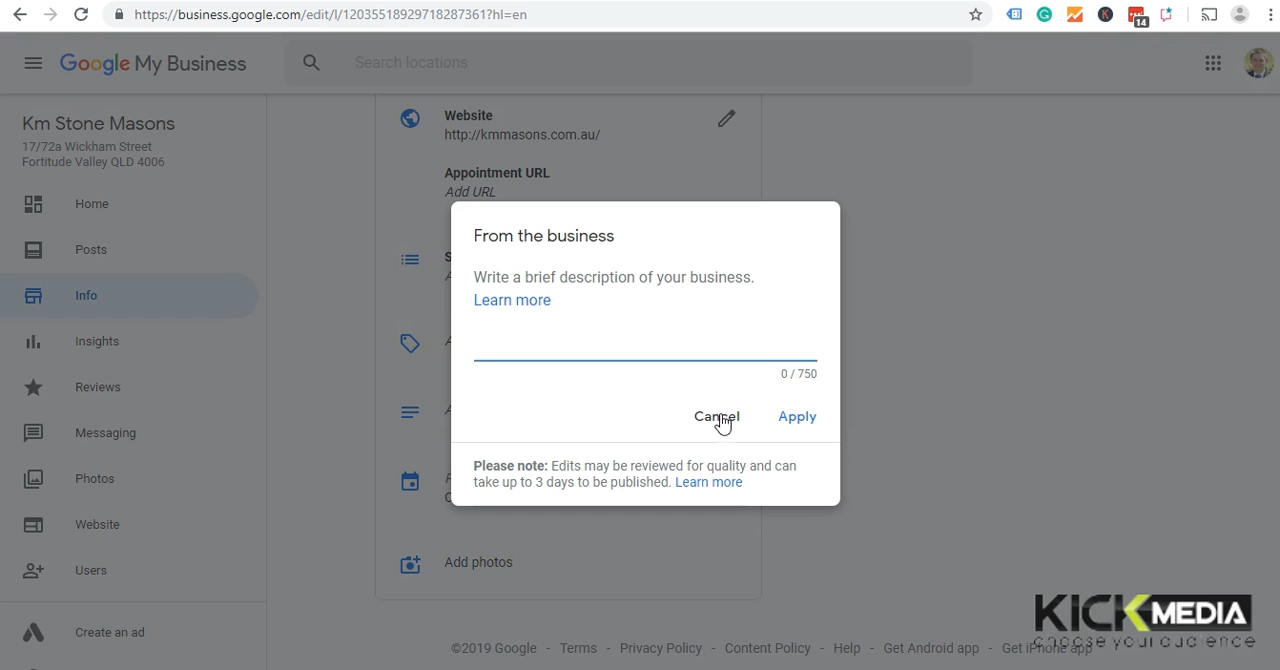 https://business.google.com/edit/l/12035518929718287361?hl=en
14
Google My Business
Search locations
Km Stone Masons
17/72a Wickham Street
Fortitude Valley QLD 4006
Home
Posts
Info
Insights
Reviews
Messaging
Photos
Website
Users
Create an ad
Website
http://kmmasons.com.au/
Appointment URL
Add URL
From the business
Write a brief description of your business.
Learn more
0 / 750
Cancel
Apply
Please note: Edits may be reviewed for quality and can
take up to 3 days to be published. Learn more
Add photos
KICK MEDIA
choose your audience
©2019 Google - Terms - Privacy Policy - Content Policy - Help - Get Android app - Get iPhone app